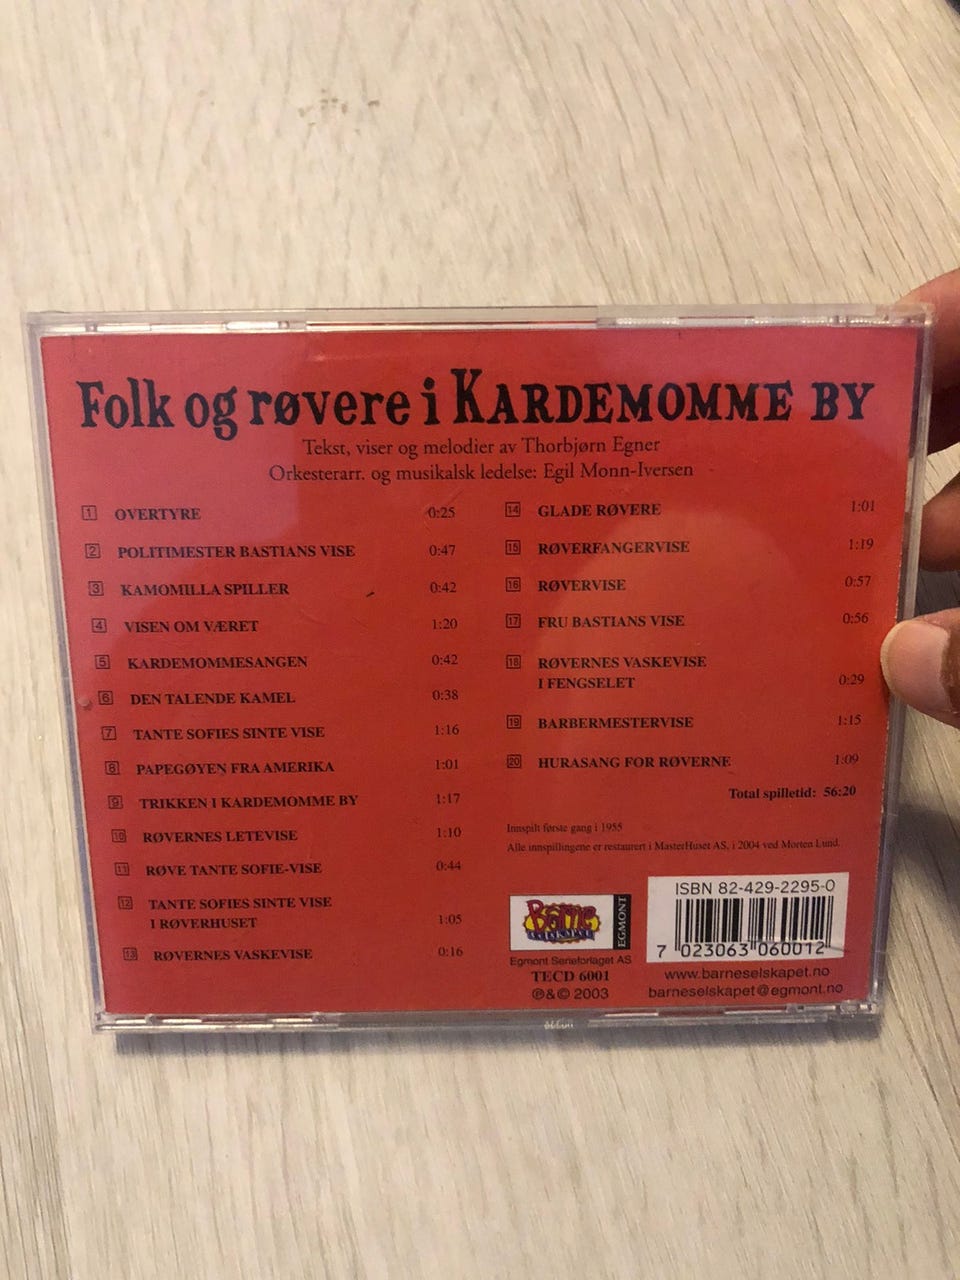 Folk og røvere i KARDEMOMME BY
Tekst, viser og melodier av Thorbjørn Egner
Orkesterarr. og musikalsk ledelse: Egil Monn-Iversen
1 OVERTYRE 0:25
2 POLITIMESTER BASTIANS VISE 0:47
3 KAMOMILLA SPILLER 0:42
4 VISEN OM VÆRET 1:20
5 KARDEMOMMESANGEN 0:42
6 DEN TALENDE KAMEL 0:38
7 TANTE SOFIES SINTE VISE 1:16
8 PAPEGØYEN FRA AMERIKA 1:01
9 TRIKKEN I KARDEMOMME BY 1:17
10 RØVERNES LETEVISE 1:10
11 RØVE TANTE SOFIE-VISE 0:44
12 TANTE SOFIES SINTE VISE
I RØVERHUSET 1:05
13 RØVERNES VASKEVISE 0:16
14 GLADE RØVERE 1:01
15 RØVERFANGERVISE 1:19
16 RØVERVISE 0:57
17 FRU BASTIANS VISE 0:56
18 RØVERNES VASKEVISE
I FENGSELET 0:29
19 BARBERMESTERVISE 1:15
20 HURASANG FOR RØVERNE 1:09
Total spilletid: 56:20
Innspilt første gang i 1955
Alle innspillingene er restaurert i MasterHuset AS, i 2004 ved Morten Lund.
Barne
selskapet
EGMONT
Egmont Serieforlaget AS
TECD 6001
℗&© 2003
ISBN 82-429-2295-0
7 023063 060012
www.barneselskapet.no
barneselskapet@egmont.no